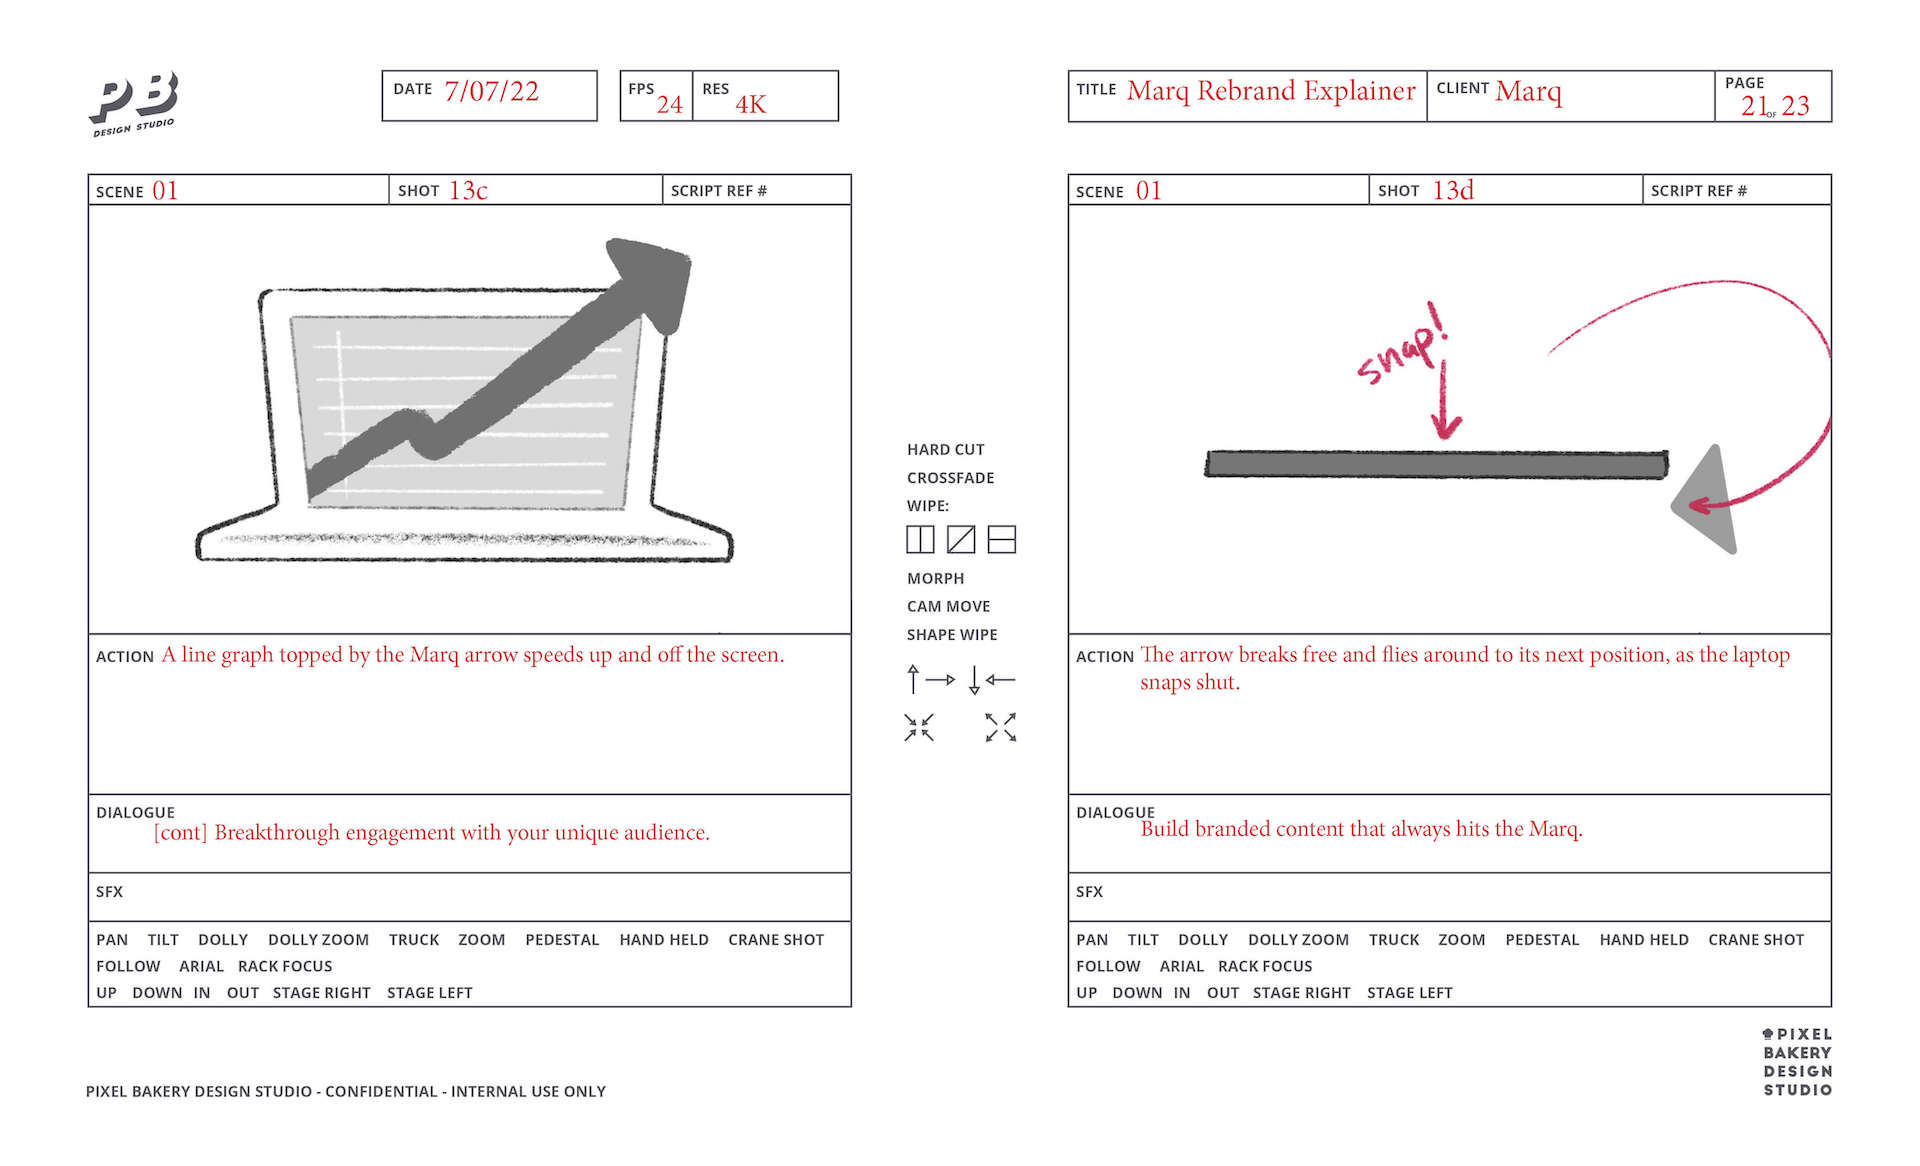 PB
DESIGN STUDIO
DATE 7/07/22
FPS 24
RES 4K
TITLE Marq Rebrand Explainer
CLIENT Marq
PAGE
21 OF 23
SCENE 01
SHOT 13c
SCRIPT REF #
ACTION A line graph topped by the Marq arrow speeds up and off the screen.
DIALOGUE
[cont] Breakthrough engagement with your unique audience.
SFX
PAN TILT DOLLY DOLLY ZOOM TRUCK ZOOM PEDESTAL HAND HELD CRANE SHOT
FOLLOW ARIAL RACK FOCUS
UP DOWN IN OUT STAGE RIGHT STAGE LEFT
HARD CUT
CROSSFADE
WIPE:
MORPH
CAM MOVE
SHAPE WIPE
SCENE 01
SHOT 13d
SCRIPT REF #
snap!
ACTION The arrow breaks free and flies around to its next position, as the laptop
snaps shut.
DIALOGUE
Build branded content that always hits the Marq.
SFX
PAN TILT DOLLY DOLLY ZOOM TRUCK ZOOM PEDESTAL HAND HELD CRANE SHOT
FOLLOW ARIAL RACK FOCUS
UP DOWN IN OUT STAGE RIGHT STAGE LEFT
PIXEL BAKERY DESIGN STUDIO - CONFIDENTIAL - INTERNAL USE ONLY
PIXEL
BAKERY
DESIGN
STUDIO